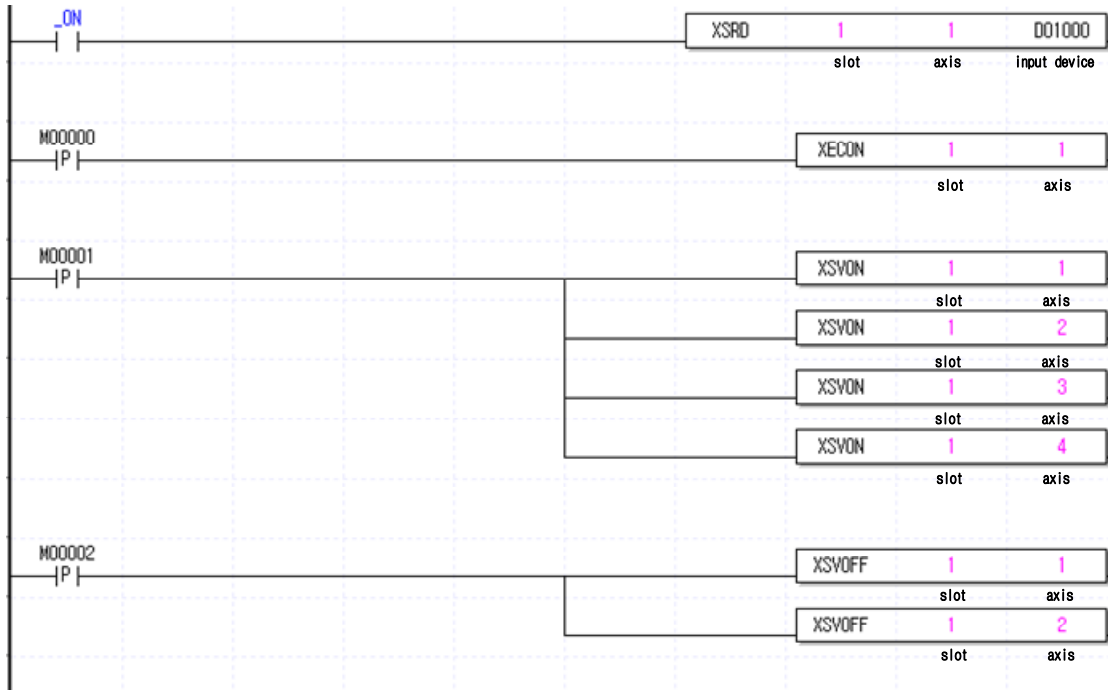 _ON
XSRD 1 1 D01000
slot axis input device
M00000
P XECON 1 1
slot axis
M00001
P XSVON 1 1
slot axis
XSVON 1 2
slot axis
XSVON 1 3
slot axis
XSVON 1 4
slot axis
M00002
P XSVOFF 1 1
slot axis
XSVOFF 1 2
slot axis